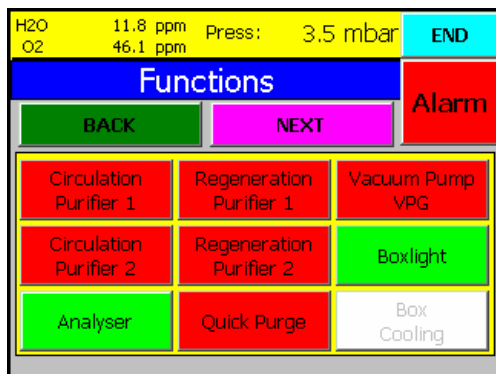 H2O 11.8 ppm Press: 3.5 mbar END
O2 46.1 ppm
Functions
Alarm
BACK NEXT
Circulation Purifier 1
Regeneration Purifier 1
Vacuum Pump VPG
Circulation Purifier 2
Regeneration Purifier 2
Boxlight
Analyser
Quick Purge
Box Cooling